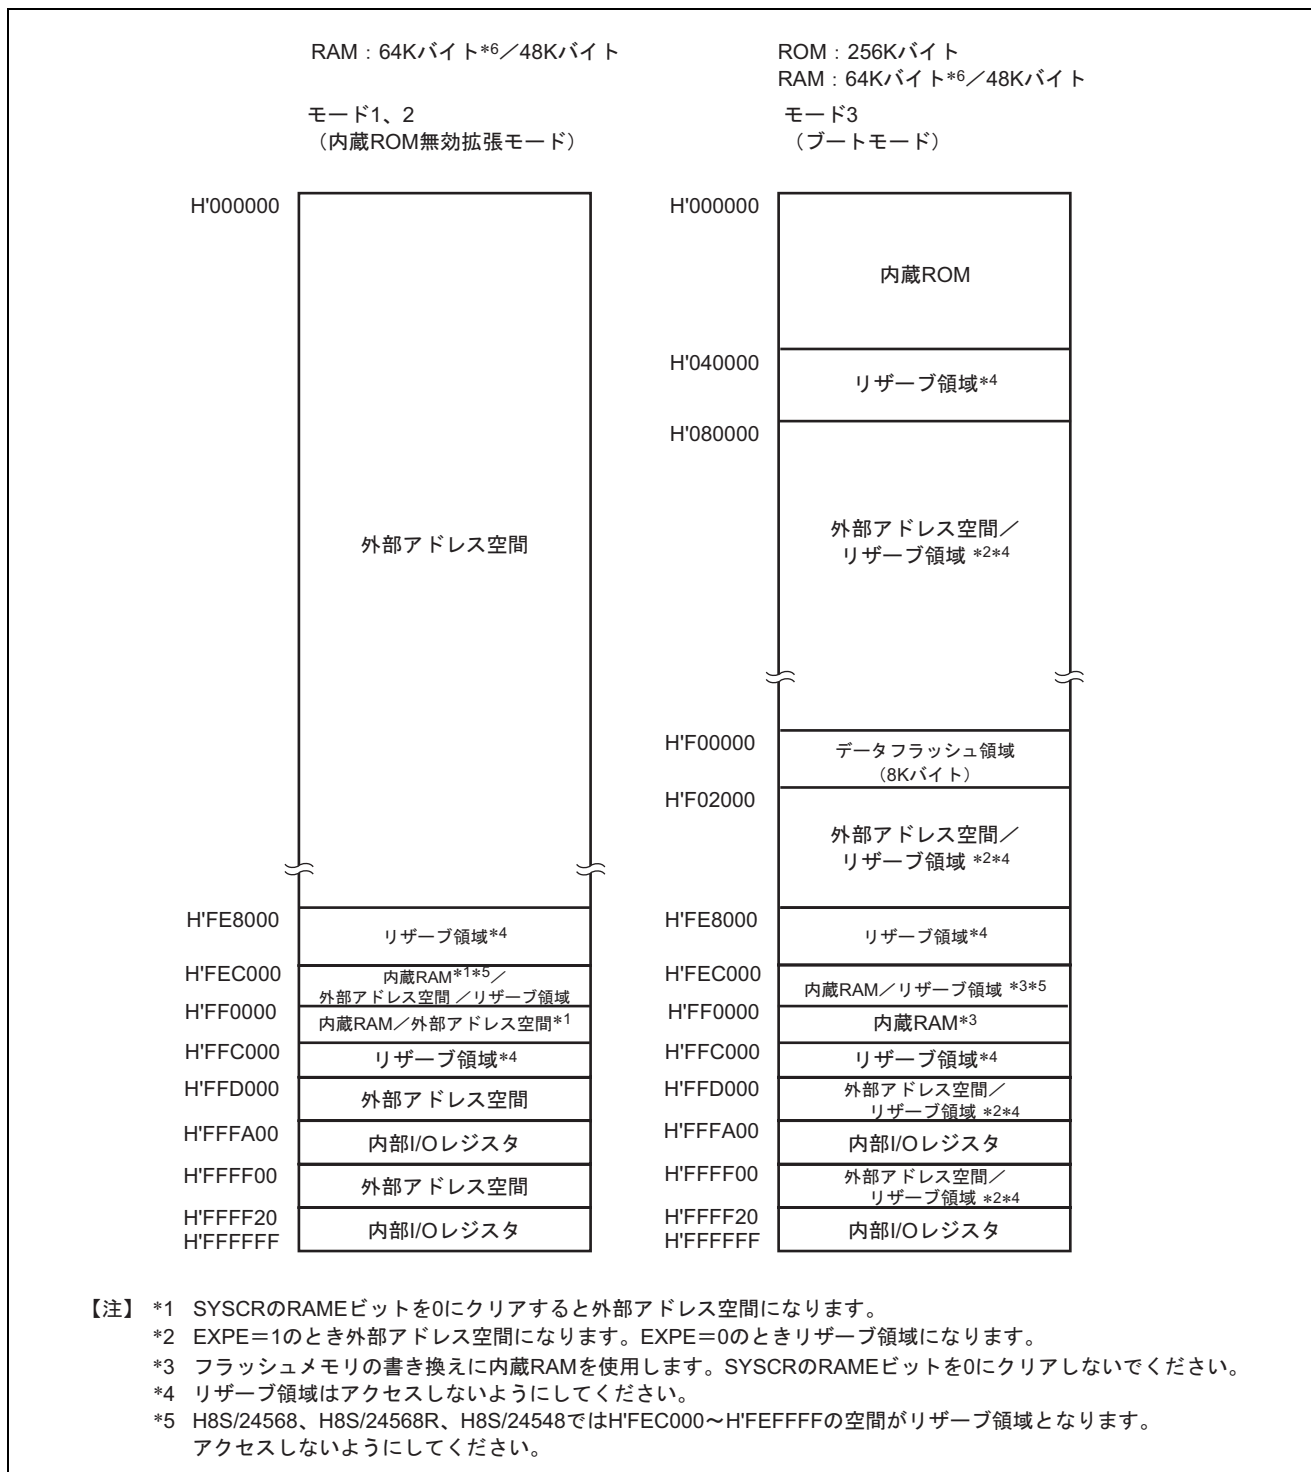 RAM：64Kバイト*6／48Kバイト
モード1、2
（内蔵ROM無効拡張モード）
H'000000
外部アドレス空間
H'FE8000
リザーブ領域*4
H'FEC000
内蔵RAM*1*5／
外部アドレス空間 ／リザーブ領域
H'FF0000
内蔵RAM／外部アドレス空間*1
H'FFC000
リザーブ領域*4
H'FFD000
外部アドレス空間
H'FFFA00
内部I/Oレジスタ
H'FFFF00
外部アドレス空間
H'FFFF20
内部I/Oレジスタ
H'FFFFFF
ROM：256Kバイト
RAM：64Kバイト*6／48Kバイト
モード3
（ブートモード）
H'000000
内蔵ROM
H'040000
リザーブ領域*4
H'080000
外部アドレス空間／
リザーブ領域 *2*4
H'F00000
データフラッシュ領域
（8Kバイト）
H'F02000
外部アドレス空間／
リザーブ領域 *2*4
H'FE8000
リザーブ領域*4
H'FEC000
内蔵RAM／リザーブ領域 *3*5
H'FF0000
内蔵RAM*3
H'FFC000
リザーブ領域*4
H'FFD000
外部アドレス空間／
リザーブ領域 *2*4
H'FFFA00
内部I/Oレジスタ
H'FFFF00
外部アドレス空間／
リザーブ領域 *2*4
H'FFFF20
内部I/Oレジスタ
H'FFFFFF
【注】 *1 SYSCRのRAMEビットを0にクリアすると外部アドレス空間になります。
*2 EXPE＝1のとき外部アドレス空間になります。EXPE＝0のときリザーブ領域になります。
*3 フラッシュメモリの書き換えに内蔵RAMを使用します。SYSCRのRAMEビットを0にクリアしないでください。
*4 リザーブ領域はアクセスしないようにしてください。
*5 H8S/24568、H8S/24568R、H8S/24548ではH'FEC000～H'FEFFFFの空間がリザーブ領域となります。
アクセスしないようにしてください。